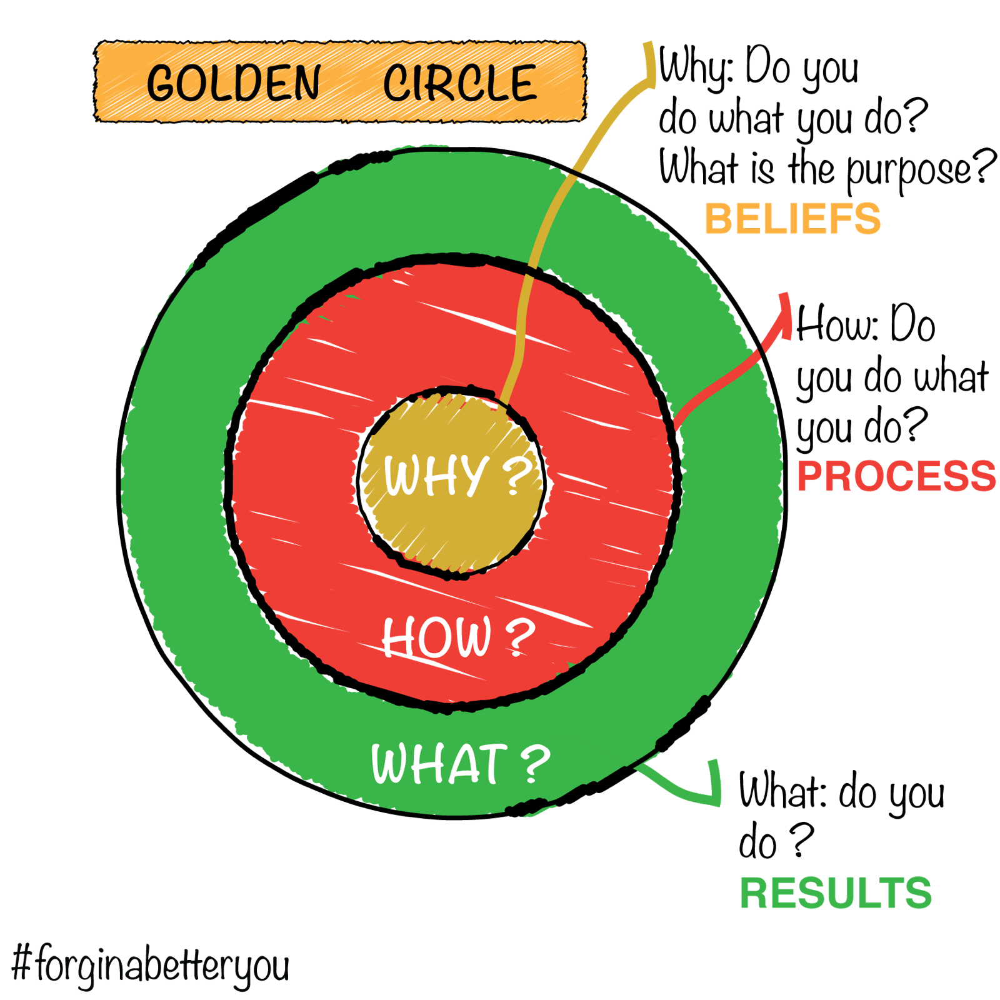 GOLDEN CIRCLE
Why: Do you
do what you do?
What is the purpose?
BELIEFS
How: Do
you do what
you do?
PROCESS
WHY ?
HOW ?
WHAT ?
What: do you
do ?
RESULTS
#forginabetteryou